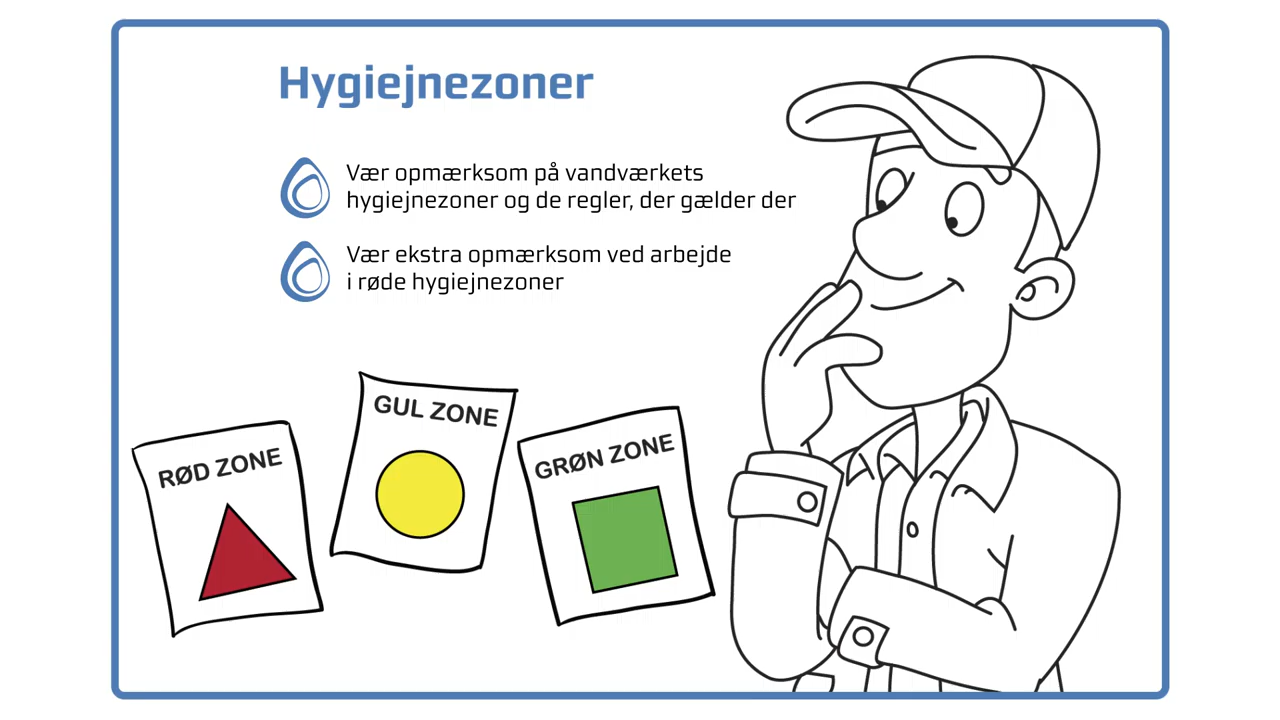 Hygiejnezoner
Vær opmærksom på vandværkets
hygiejnezoner og de regler, der gælder der
Vær ekstra opmærksom ved arbejde
i røde hygiejnezoner
RØD ZONE
GUL ZONE
GRØN ZONE